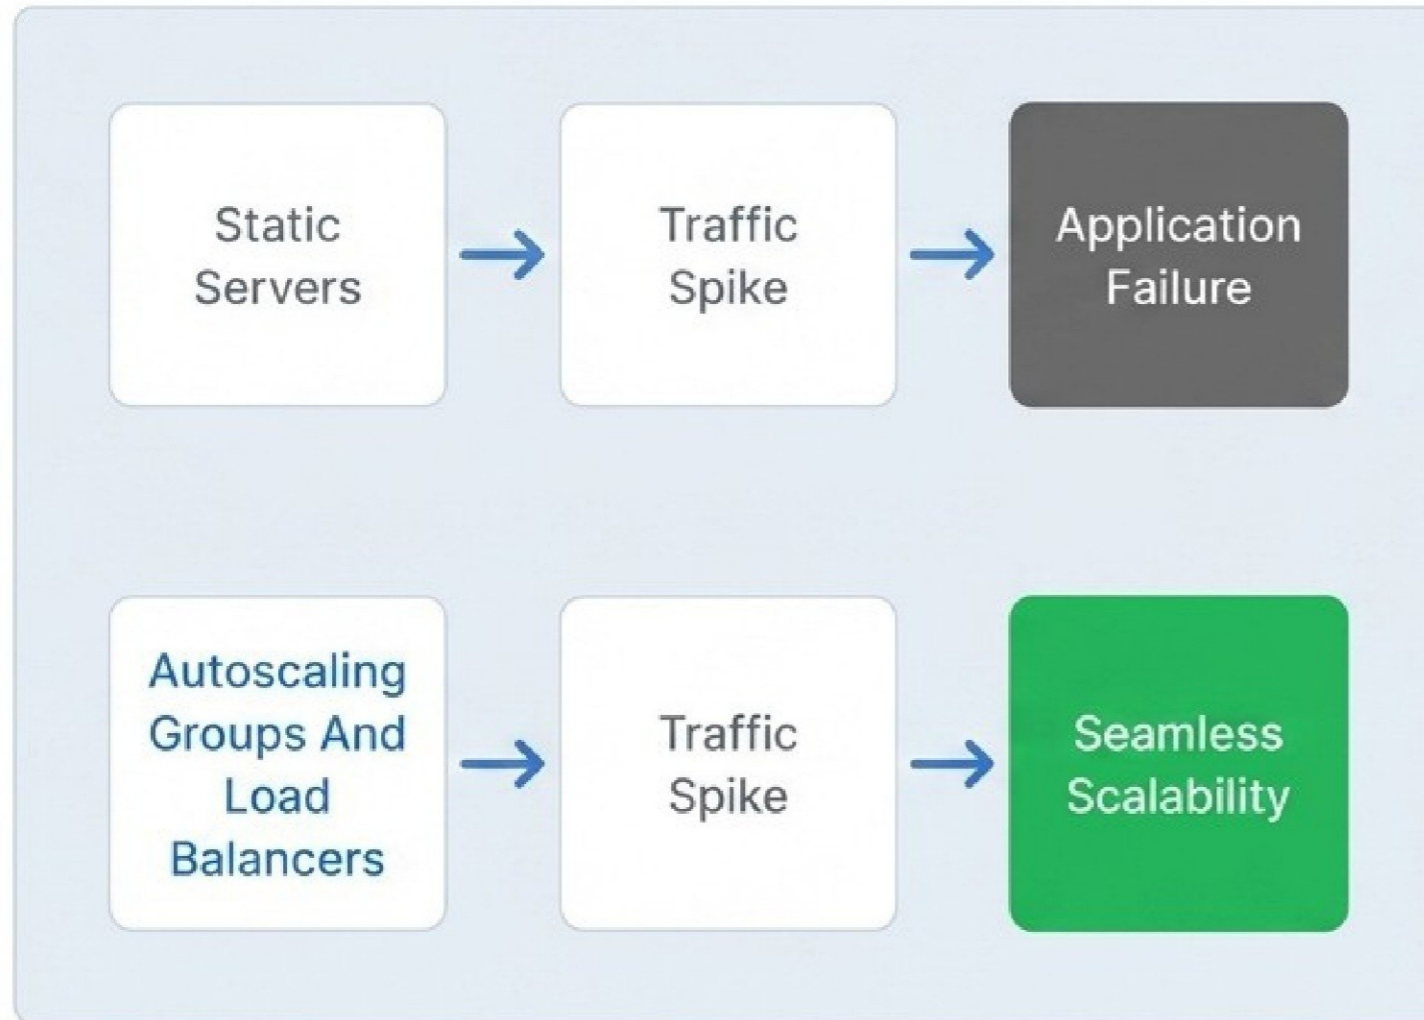 Static
Servers
Traffic
Spike
Application
Failure
Autoscaling
Groups And
Load
Balancers
Traffic
Spike
Seamless
Scalability